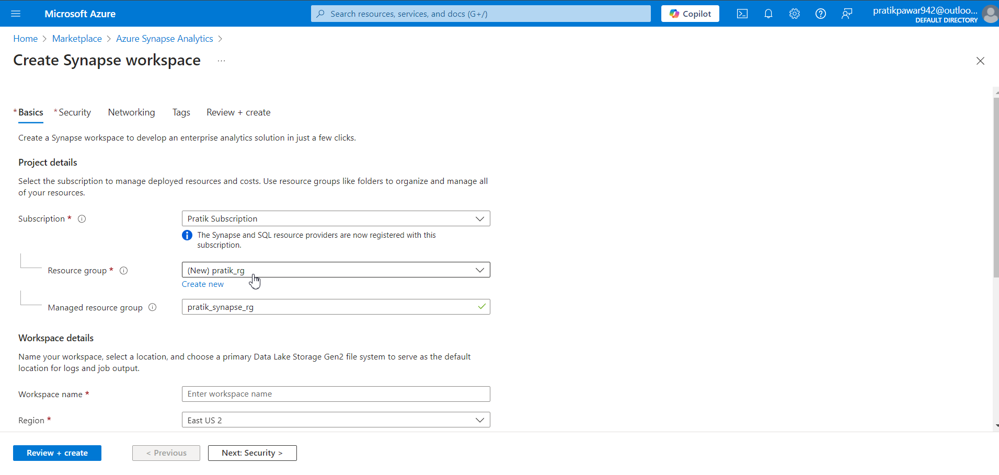 Microsoft Azure
Search resources, services, and docs (G+/)
Copilot
pratikpawar942@outloo...
DEFAULT DIRECTORY
Home > Marketplace > Azure Synapse Analytics >
Create Synapse workspace ...
* Basics * Security Networking Tags Review + create
Create a Synapse workspace to develop an enterprise analytics solution in just a few clicks.
Project details
Select the subscription to manage deployed resources and costs. Use resource groups like folders to organize and manage all
of your resources.
Subscription * Pratik Subscription
The Synapse and SQL resource providers are now registered with this
subscription.
Resource group * (New) pratik_rg
Create new
Managed resource group pratik_synapse_rg
Workspace details
Name your workspace, select a location, and choose a primary Data Lake Storage Gen2 file system to serve as the default
location for logs and job output.
Workspace name * Enter workspace name
Region * East US 2
Review + create < Previous Next: Security >